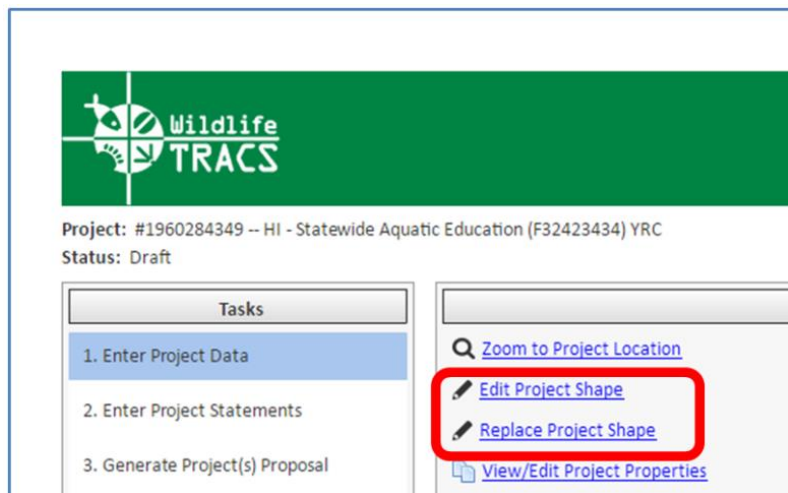 Wildlife
TRACS
Project: #1960284349 -- HI - Statewide Aquatic Education (F32423434) YRC
Status: Draft
Tasks
1. Enter Project Data
2. Enter Project Statements
3. Generate Project(s) Proposal
Zoom to Project Location
Edit Project Shape
Replace Project Shape
View/Edit Project Properties